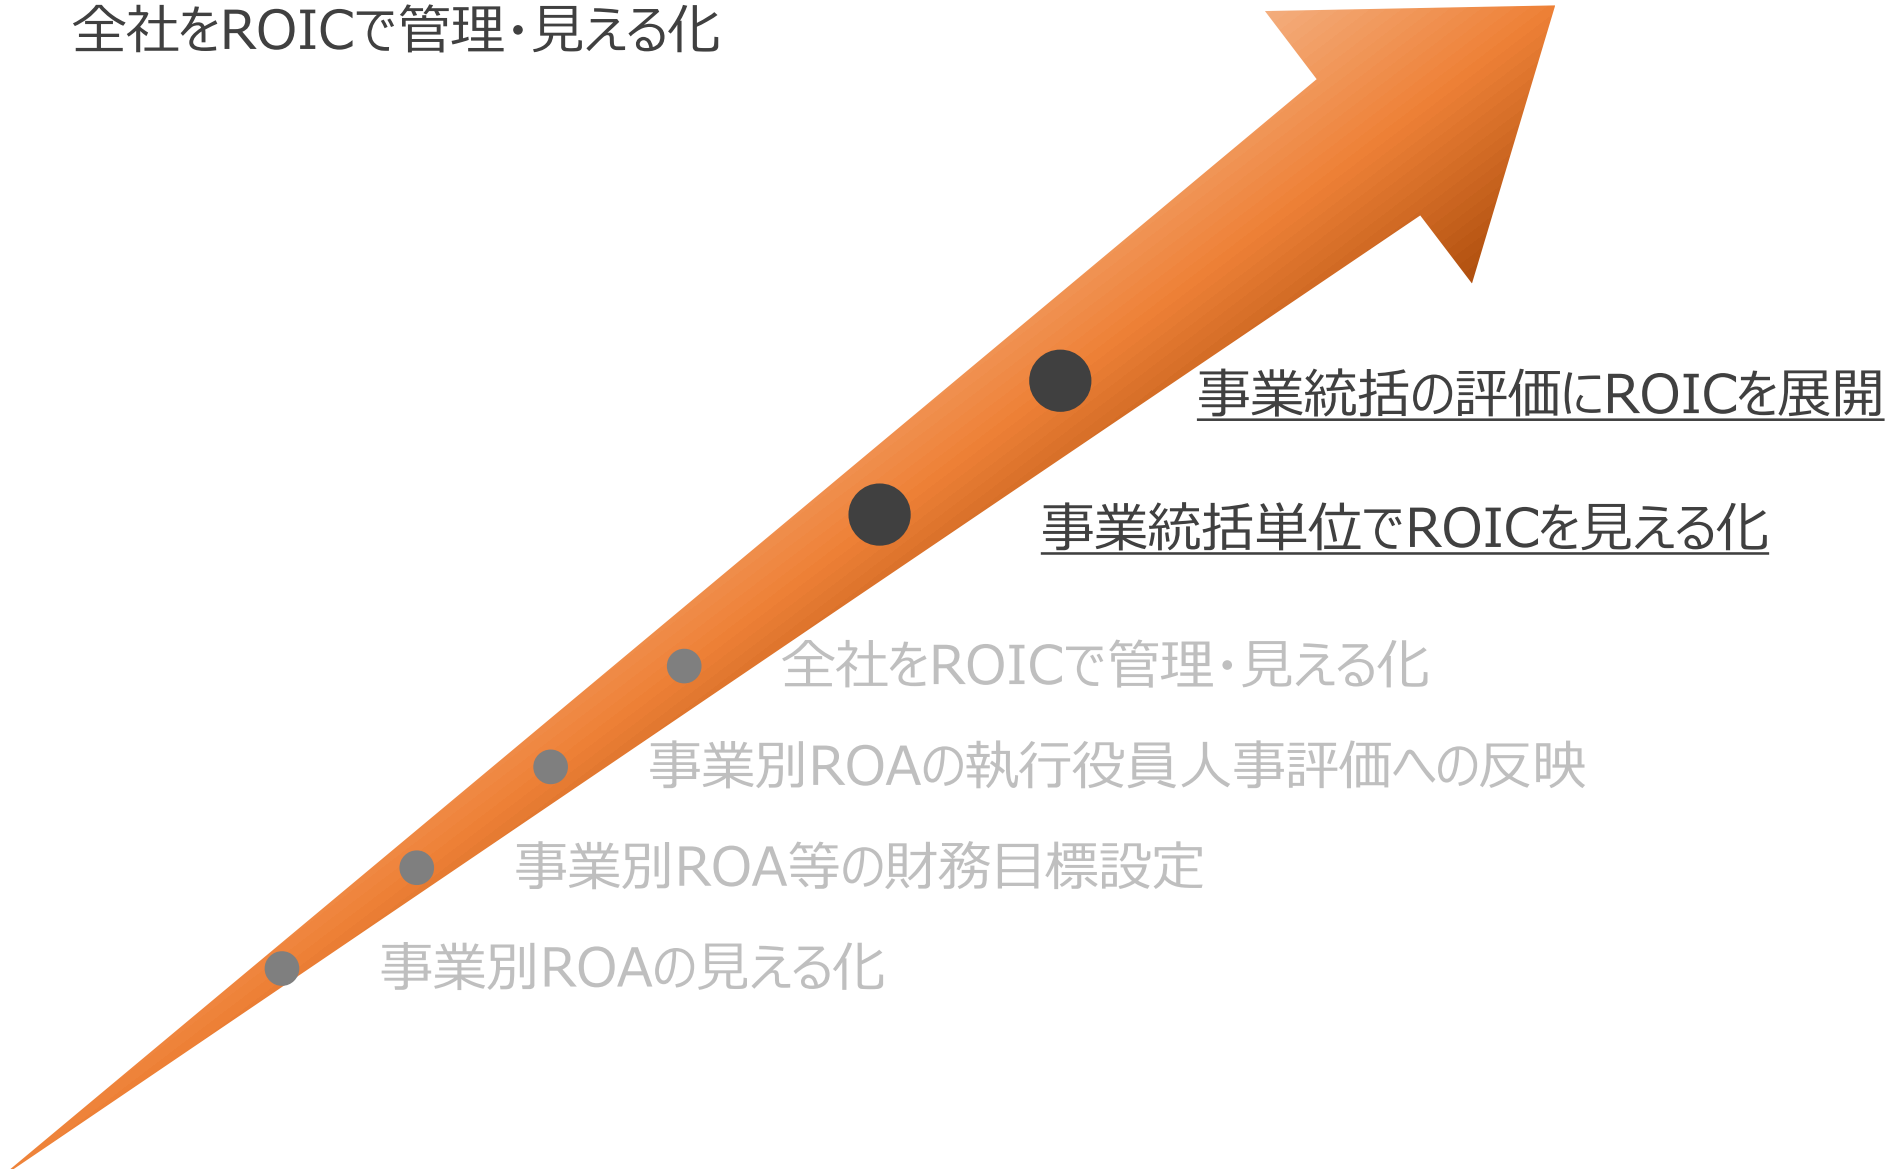 全社をROICで管理・見える化
事業統括の評価にROICを展開
事業統括単位でROICを見える化
全社をROICで管理・見える化
事業別ROAの執行役員人事評価への反映
事業別ROA等の財務目標設定
事業別ROAの見える化